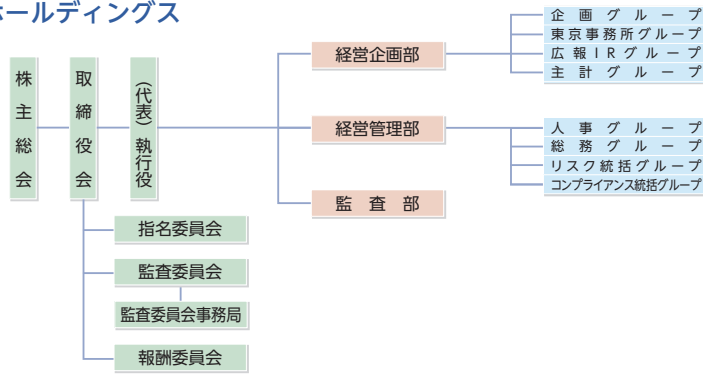 ホールディングス
株主総会
取締役会
(代表)執行役
指名委員会
監査委員会
監査委員会事務局
報酬委員会
経営企画部
経営管理部
監査部
企画グループ
東京事務所グループ
広報IRグループ
主計グループ
人事グループ
総務グループ
リスク統括グループ
コンプライアンス統括グループ